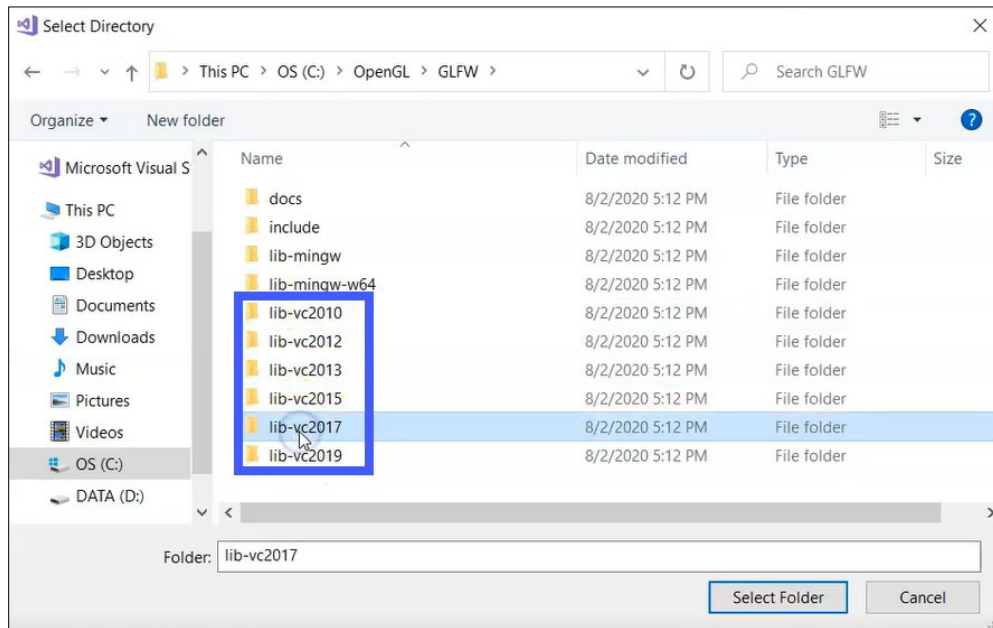 Select Directory
This PC > OS (C:) > OpenGL > GLFW >
Search GLFW
Organize
New folder
Name Date modified Type Size
Microsoft Visual S
This PC
3D Objects
Desktop
Documents
Downloads
Music
Pictures
Videos
OS (C:)
DATA (D:)
docs 8/2/2020 5:12 PM File folder
include 8/2/2020 5:12 PM File folder
lib-mingw 8/2/2020 5:12 PM File folder
lib-mingw-w64 8/2/2020 5:12 PM File folder
lib-vc2010 8/2/2020 5:12 PM File folder
lib-vc2012 8/2/2020 5:12 PM File folder
lib-vc2013 8/2/2020 5:12 PM File folder
lib-vc2015 8/2/2020 5:12 PM File folder
lib-vc2017 8/2/2020 5:12 PM File folder
lib-vc2019 8/2/2020 5:12 PM File folder
Folder: lib-vc2017
Select Folder
Cancel